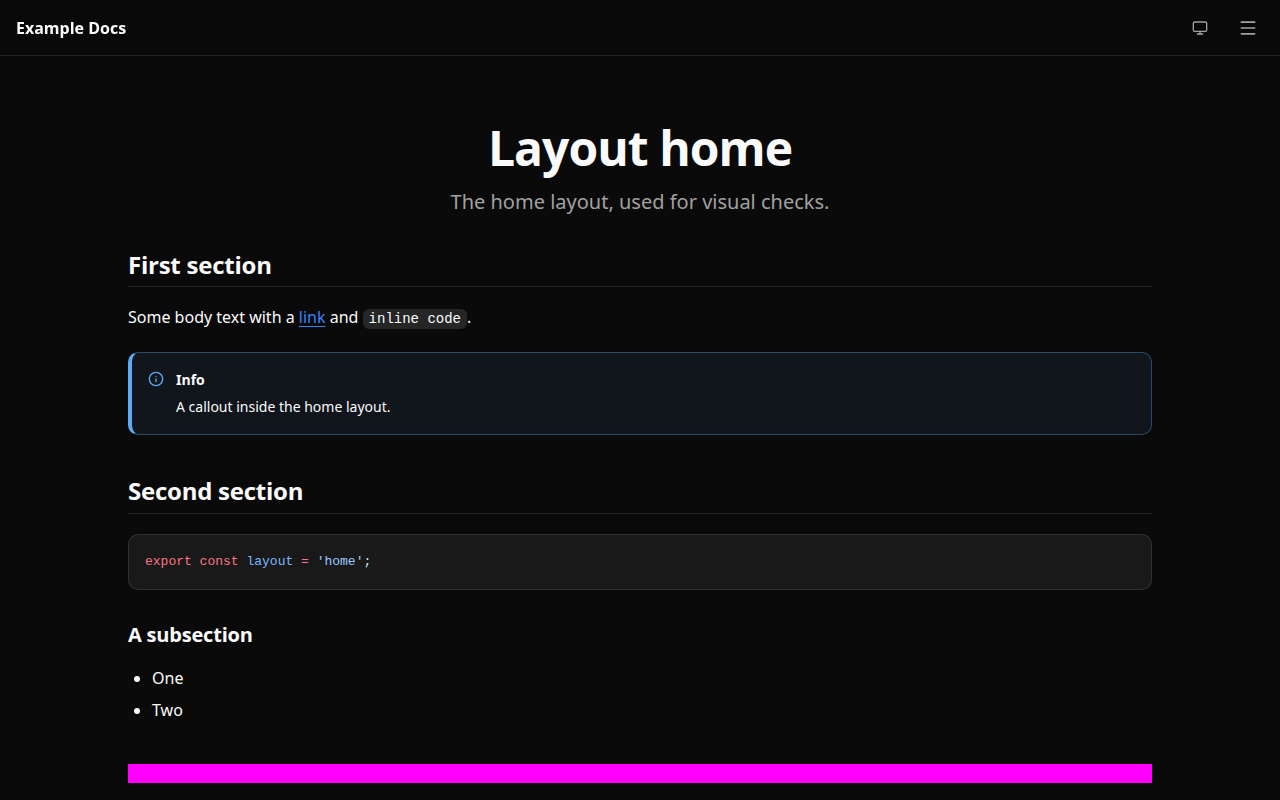 Example Docs
Layout home
The home layout, used for visual checks.
First section
Some body text with a link and inline code.
Info
A callout inside the home layout.
Second section
export const layout = 'home';
A subsection
One
Two